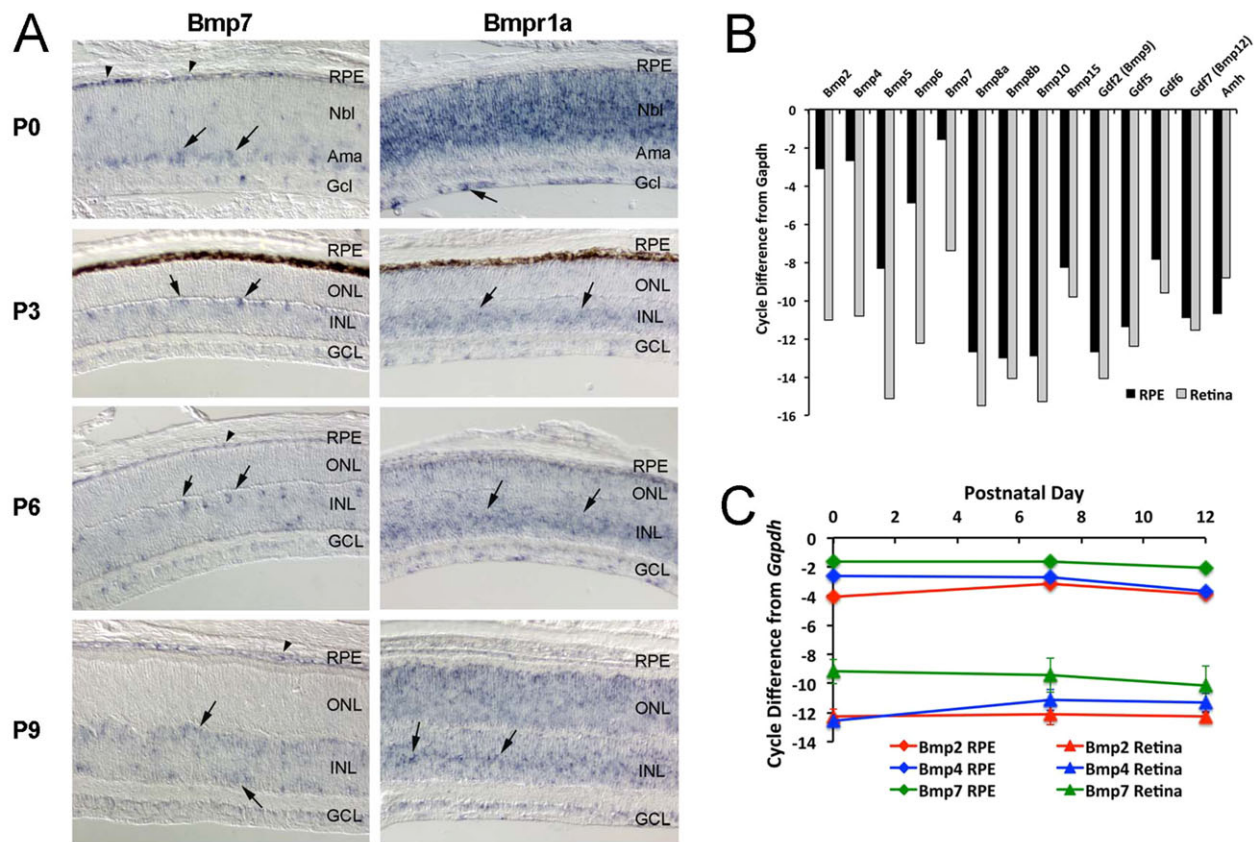 A
Bmp7
Bmpr1a
P0
RPE
Nbl
Ama
Gcl
RPE
Nbl
Ama
Gcl
P3
RPE
ONL
INL
GCL
RPE
ONL
INL
GCL
P6
RPE
ONL
INL
GCL
RPE
ONL
INL
GCL
P9
RPE
ONL
INL
GCL
RPE
ONL
INL
GCL
B
Bmp2
Bmp4
Bmp5
Bmp6
Bmp7
Bmp8a
Bmp8b
Bmp10
Bmp15
Gdf2 (Bmp9)
Gdf5
Gdf6
Gdf7 (Bmp12)
Amh
Cycle Difference from Gapdh
0
-2
-4
-6
-8
-10
-12
-14
-16
RPE
Retina
C
Postnatal Day
0 2 4 6 8 10 12
Cycle Difference from Gapdh
0
-2
-4
-6
-8
-10
-12
-14
Bmp2 RPE
Bmp2 Retina
Bmp4 RPE
Bmp4 Retina
Bmp7 RPE
Bmp7 Retina